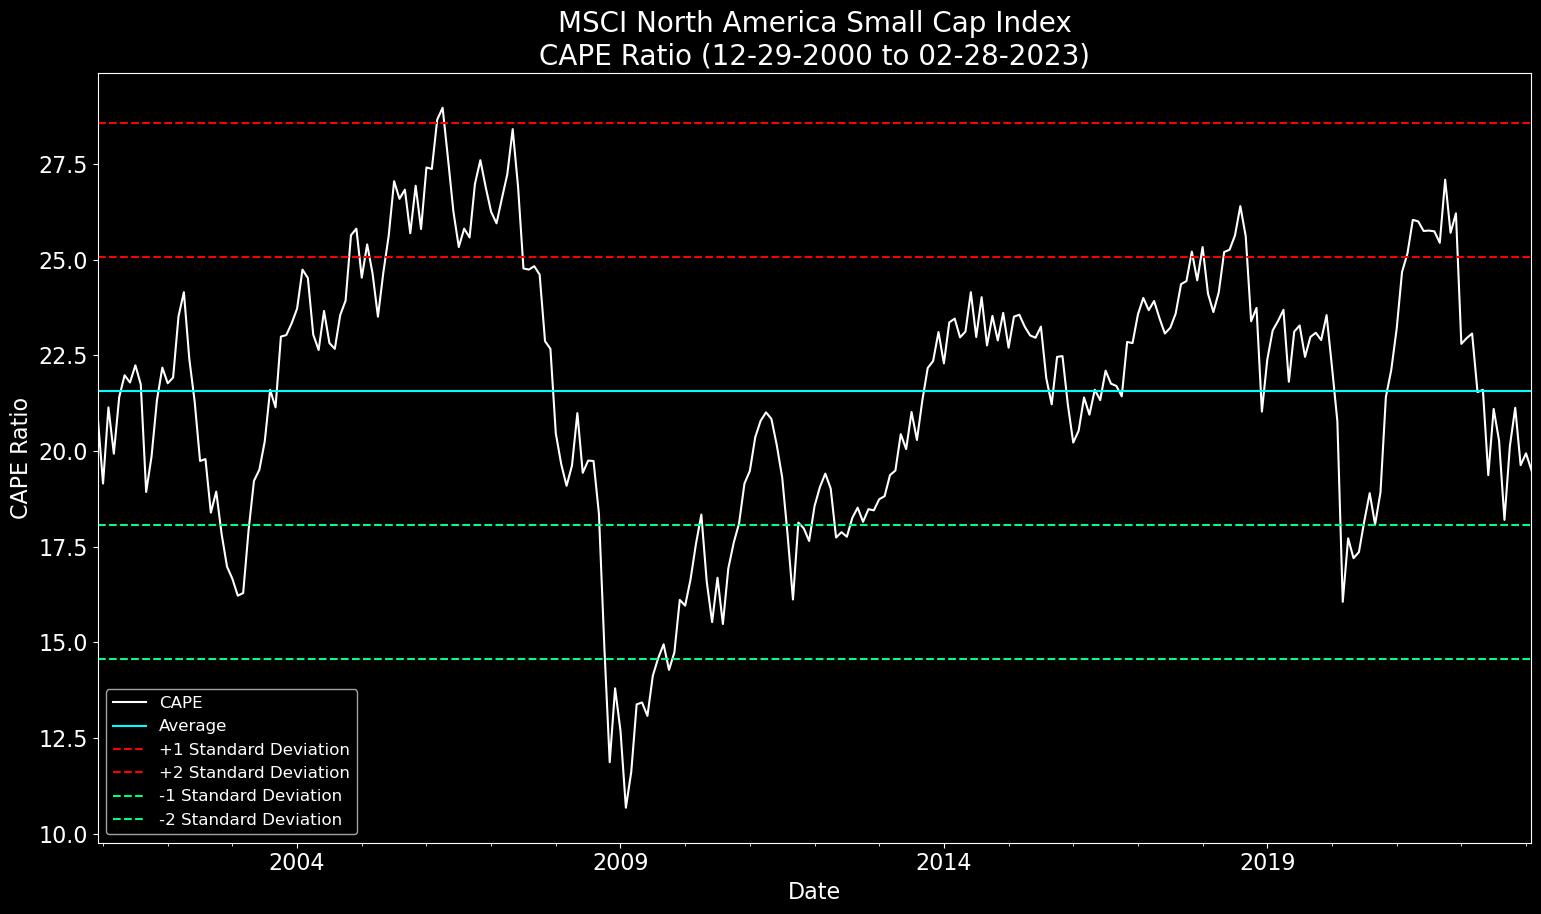 MSCI North America Small Cap Index
CAPE Ratio (12-29-2000 to 02-28-2023)
CAPE Ratio
27.5
25.0
22.5
20.0
17.5
15.0
12.5
10.0
CAPE
Average
+1 Standard Deviation
+2 Standard Deviation
-1 Standard Deviation
-2 Standard Deviation
2004
2009
2014
2019
Date